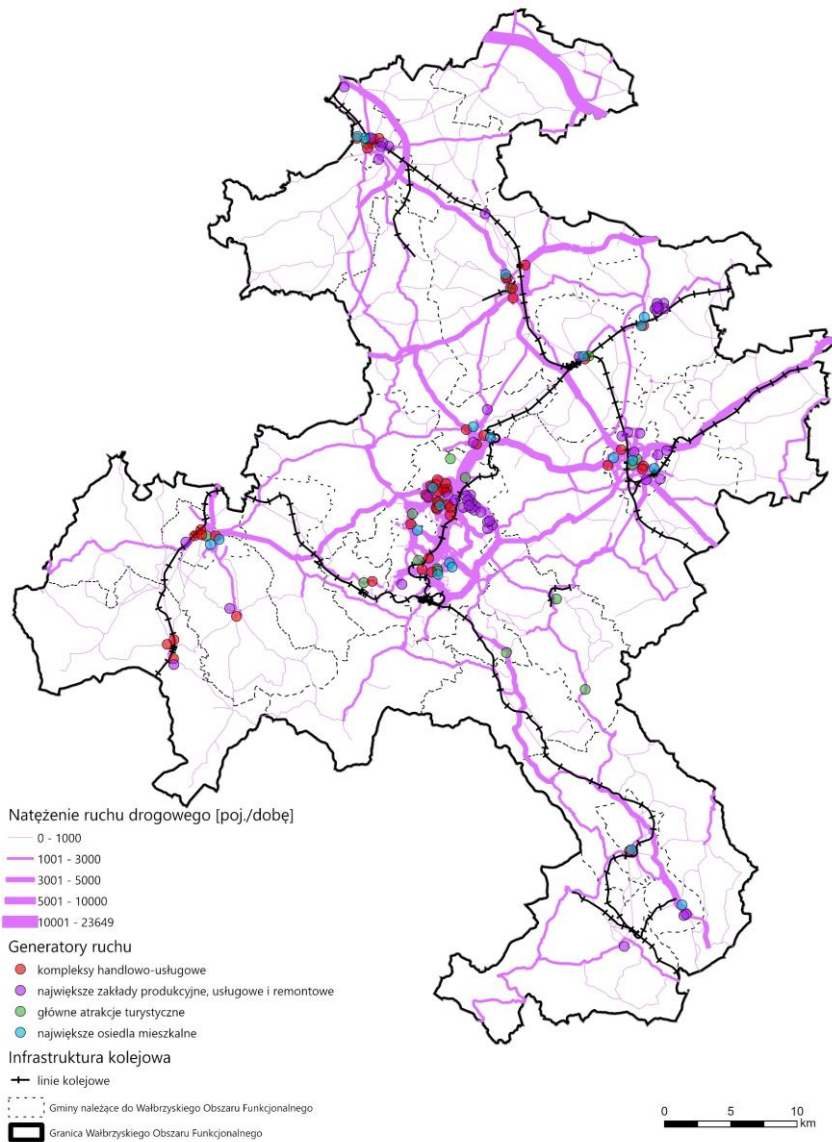 Natężenie ruchu drogowego [poj./dobę]
0 - 1000
1001 - 3000
3001 - 5000
5001 - 10000
10001 - 23649
Generatory ruchu
kompleksy handlowo-usługowe
największe zakłady produkcyjne, usługowe i remontowe
główne atrakcje turystyczne
największe osiedla mieszkalne
Infrastruktura kolejowa
linie kolejowe
Gminy należące do Wałbrzyskiego Obszaru Funkcjonalnego
Granica Wałbrzyskiego Obszaru Funkcjonalnego
0 5 10
km